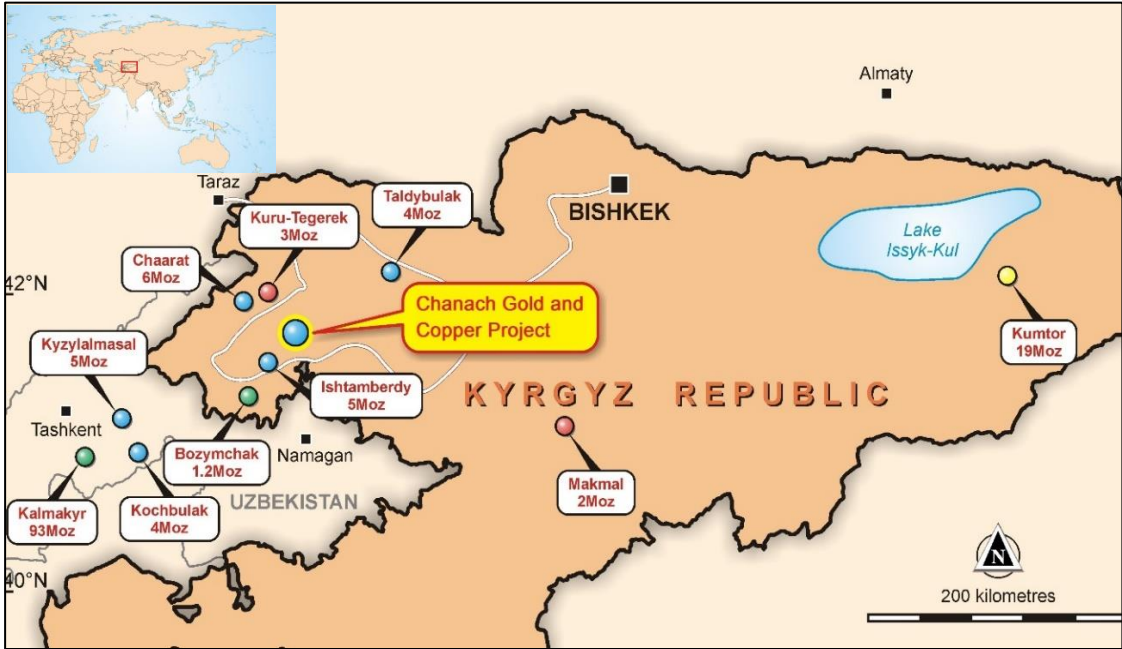 Almaty
Taraz
BISHKEK
Taldybulak
4Moz
Kuru-Tegerek
3Moz
Chaarat
6Moz
Lake
Issyk-Kul
42°N
Chanach Gold and
Copper Project
Kumtor
19Moz
Kyzylalmasal
5Moz
Ishtamberdy
5Moz
KYRGYZ REPUBLIC
Tashkent
Bozymchak
1.2Moz
Namagan
Makmal
2Moz
Kalmakyr
93Moz
Kochbulak
4Moz
UZBEKISTAN
N
40°N
200 kilometres